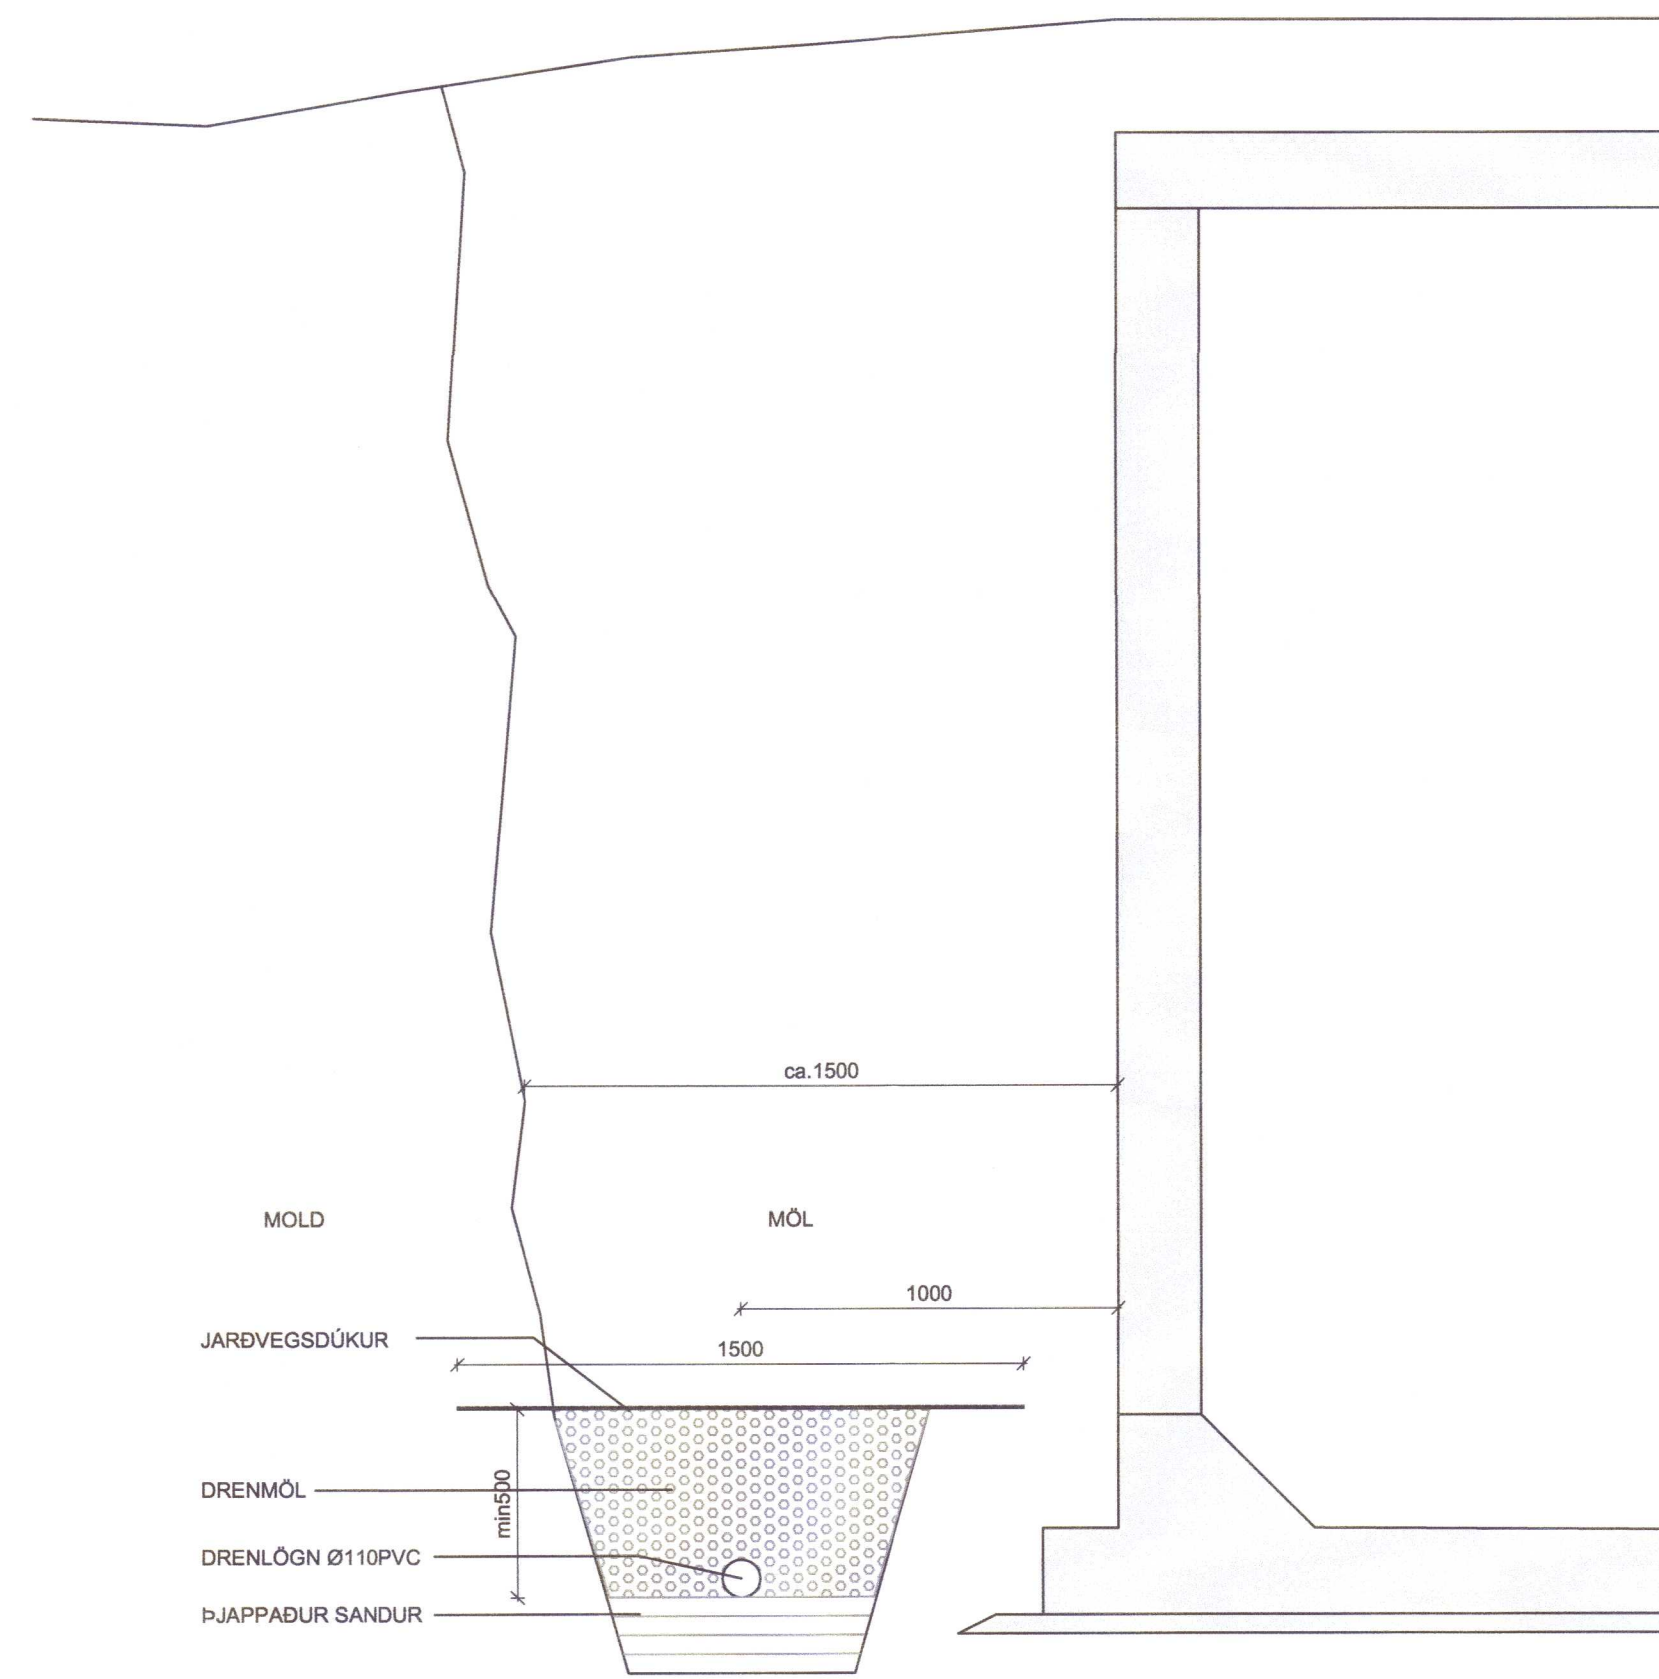 ca.1500
MOLD
MÖL
1000
JARÐVEGSDÚKUR
1500
DRENMÖL
min500
DRENLÖGN Ø110PVC
ÞJAPPAÐUR SANDUR